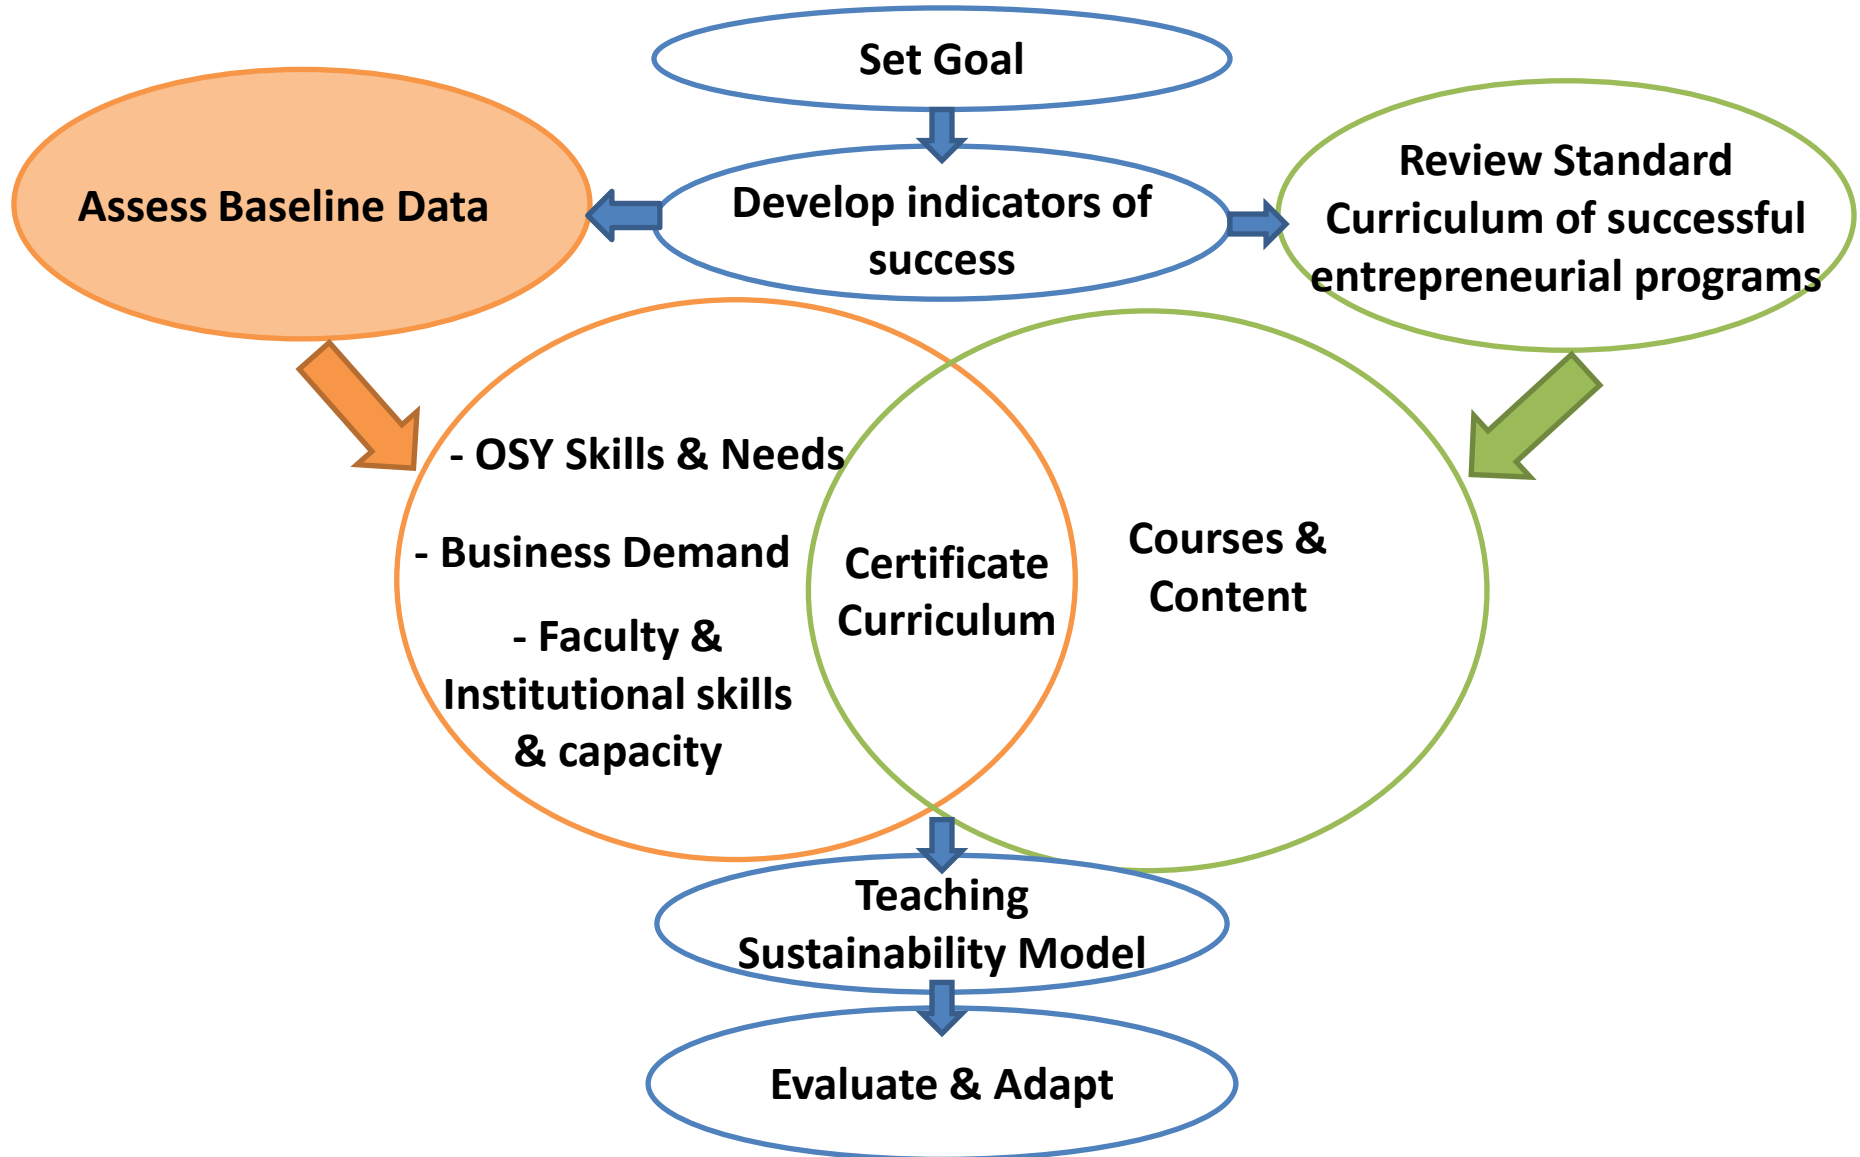 Set Goal
Assess Baseline Data
Develop indicators of
success
Review Standard
Curriculum of successful
entrepreneurial programs
- OSY Skills & Needs
- Business Demand
- Faculty &
Institutional skills
& capacity
Certificate
Curriculum
Courses &
Content
Teaching
Sustainability Model
Evaluate & Adapt